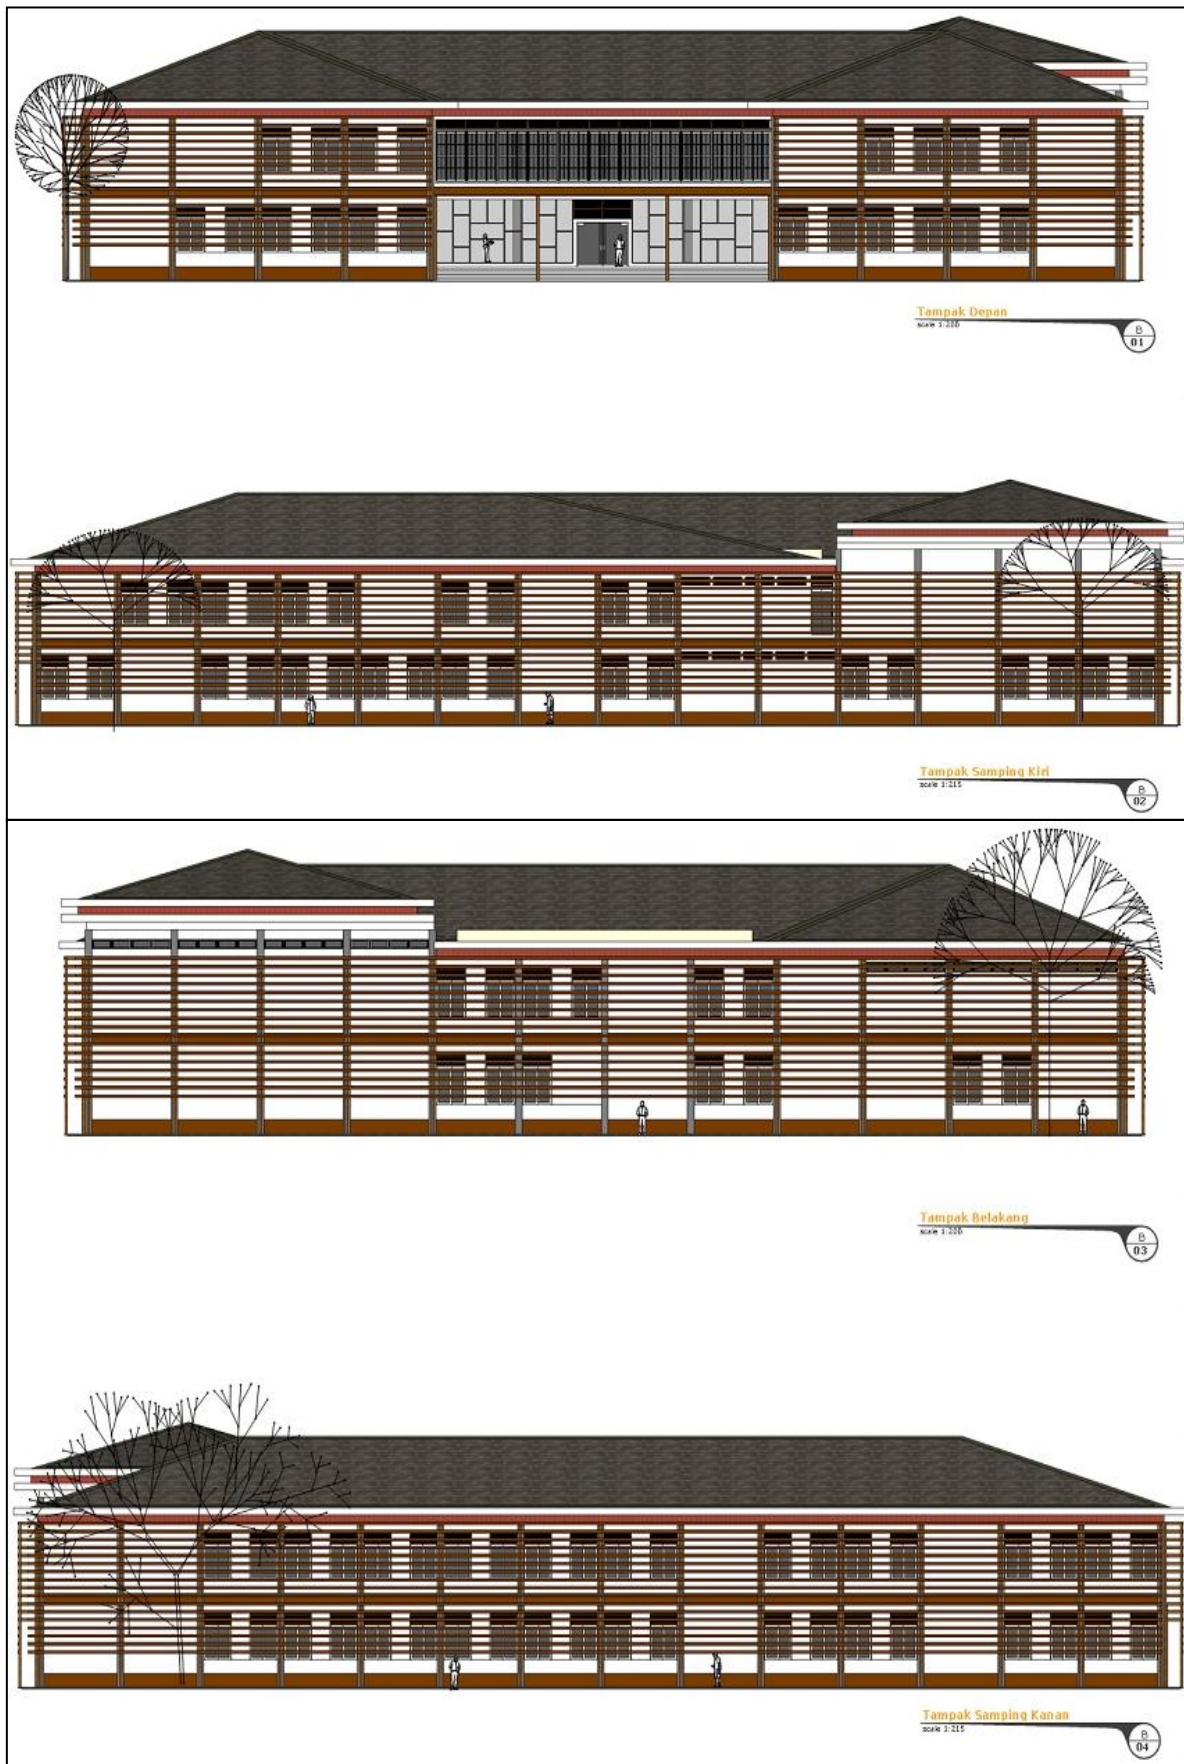 Tampak Depan
scale 1:200
B
01
Tampak Samping Kiri
scale 1:215
B
02
Tampak Belakang
scale 1:200
B
03
Tampak Samping Kanan
scale 1:215
B
04